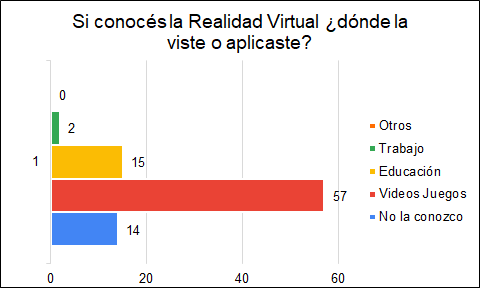 Si conocés la Realidad Virtual ¿dónde la
viste o aplicaste?
0
2
1
15
57
14
Otros
Trabajo
Educación
Videos Juegos
No la conozco
0
20
40
60